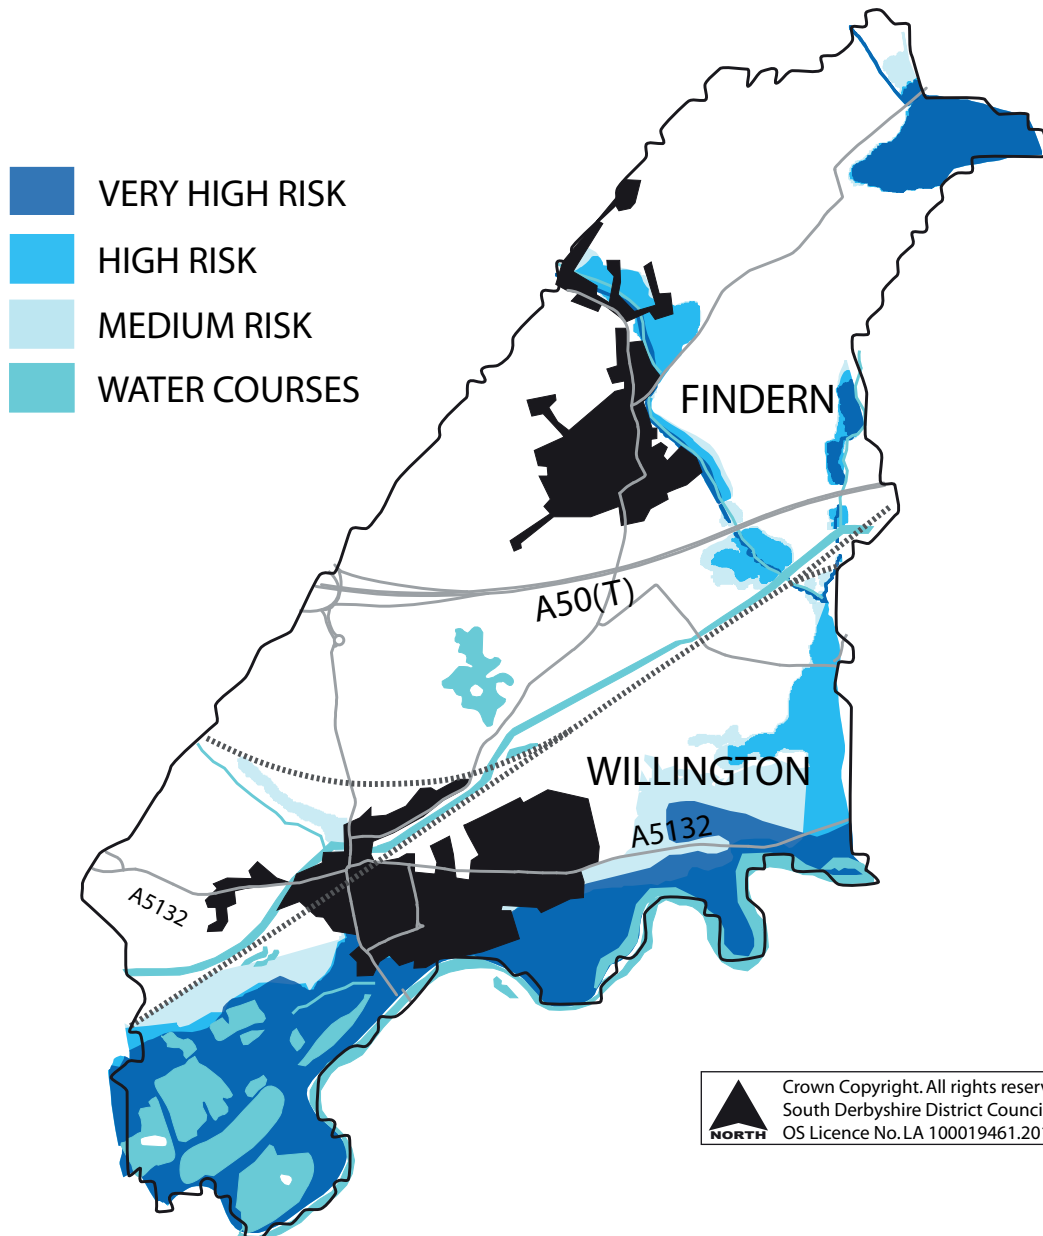 VERY HIGH RISK
HIGH RISK
MEDIUM RISK
WATER COURSES
FINDERN
A50(T)
WILLINGTON
A5132
A5132
NORTH
Crown Copyright. All rights reserv
South Derbyshire District Counci
OS Licence No. LA 100019461.201